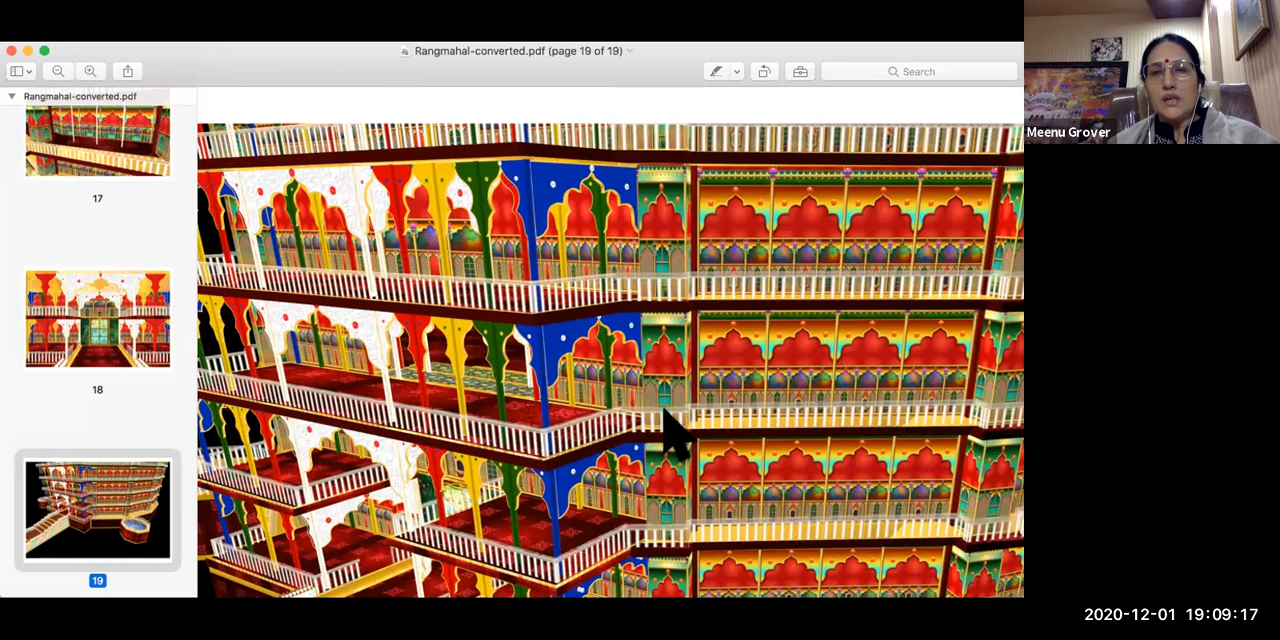 Rangmahal-converted.pdf (page 19 of 19)
Search
Rangmahal-converted.pdf
17
18
19
Meenu Grover
2020-12-01 19:09:17